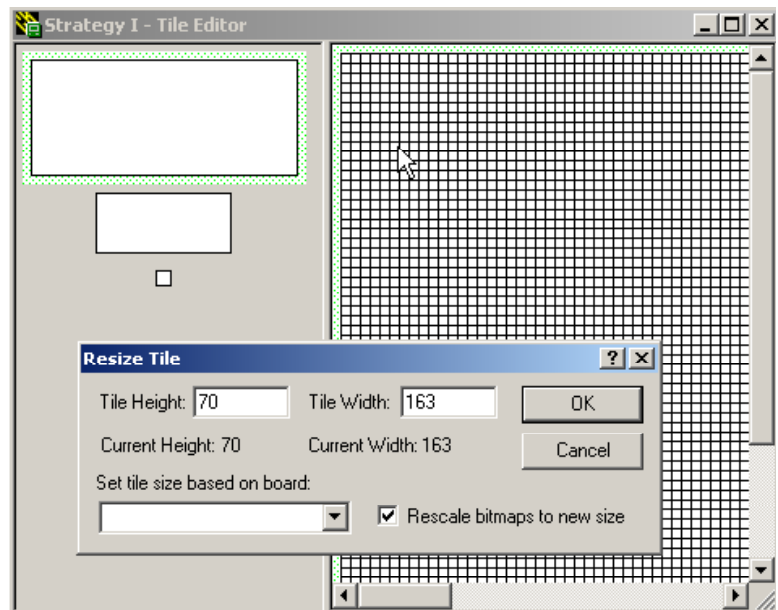 Strategy I - Tile Editor
Resize Tile
Tile Height: 70 Tile Width: 163 OK
Current Height: 70 Current Width: 163 Cancel
Set tile size based on board:
Rescale bitmaps to new size